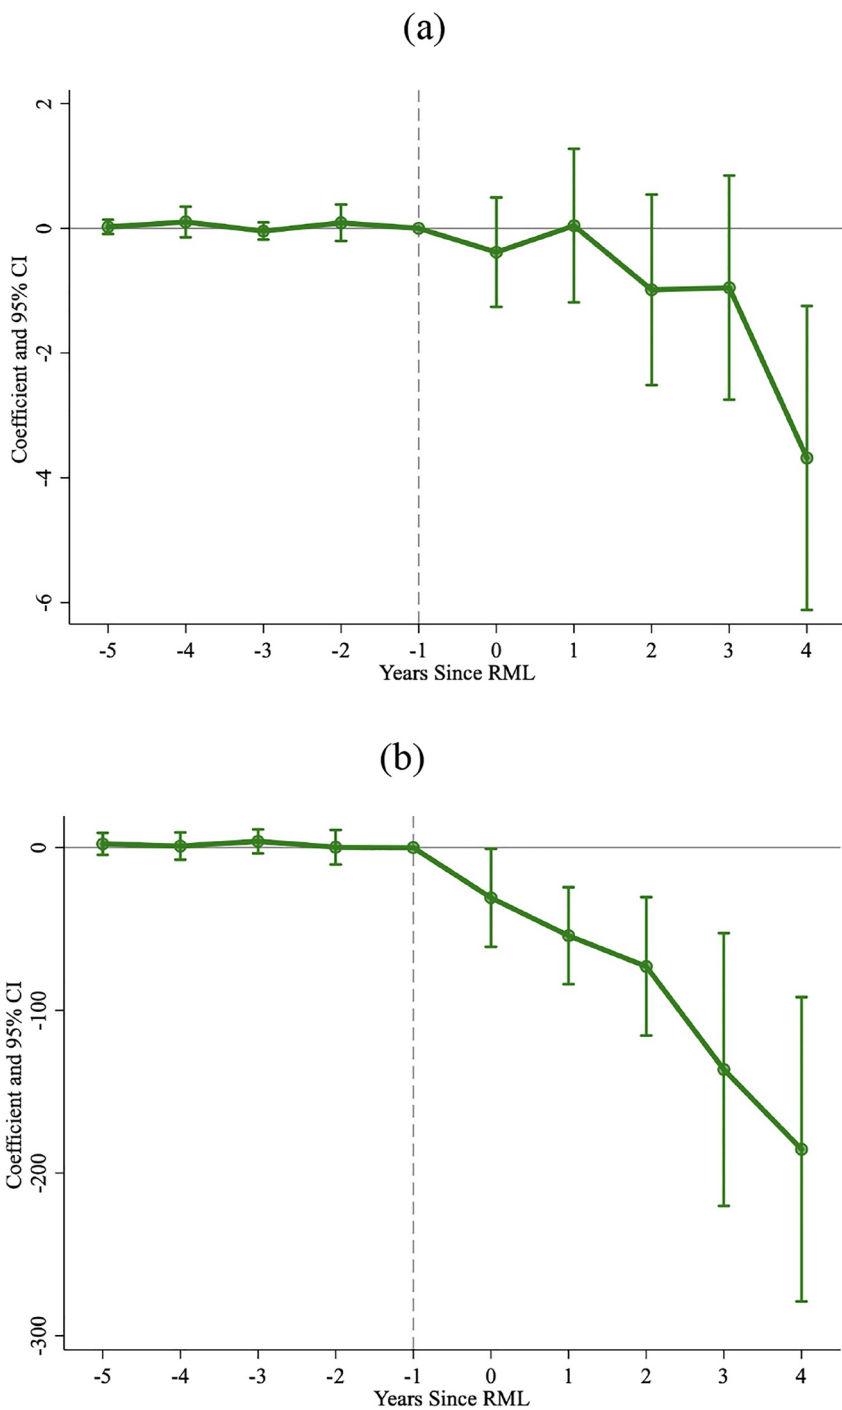 (a)
2
0
-2
-4
-6
Coefficient and 95% CI
-5 -4 -3 -2 -1 0 1 2 3 4
Years Since RML
(b)
0
-100
-200
-300
Coefficient and 95% CI
-5 -4 -3 -2 -1 0 1 2 3 4
Years Since RML